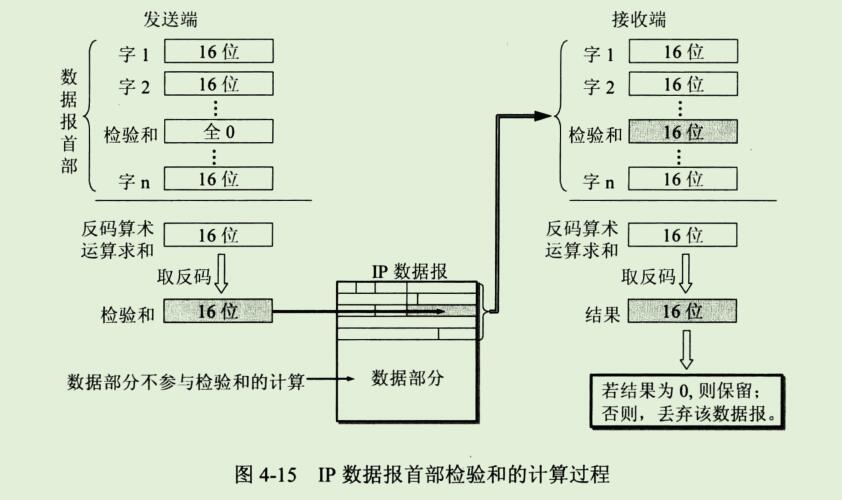 发送端
数据报首部
字 1 16 位
字 2 16 位
检验和 全 0
字 n 16 位
反码算术
运算求和
16 位
取反码
检验和 16 位
数据部分不参与检验和的计算
IP 数据报
数据部分
接收端
字 1 16 位
字 2 16 位
检验和 16 位
字 n 16 位
反码算术
运算求和
16 位
取反码
结果 16 位
若结果为 0, 则保留;
否则，丢弃该数据报。
图 4-15 IP 数据报首部检验和的计算过程